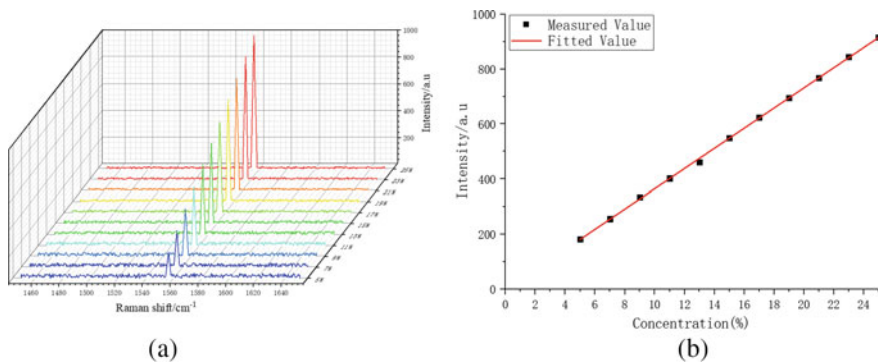 1000
800
600
400
200
Intensity/a.u
25%
23%
21%
17%
15%
11%
9%
7%
5%
1460 1480 1500 1520 1540 1560 1580 1600 1620 1640
Raman shift/cm-1
(a)
1000
800
600
400
200
0
Intensity/a.u
Measured Value
Fitted Value
0 2 4 6 8 10 12 14 16 18 20 22 24
Concentration(%)
(b)